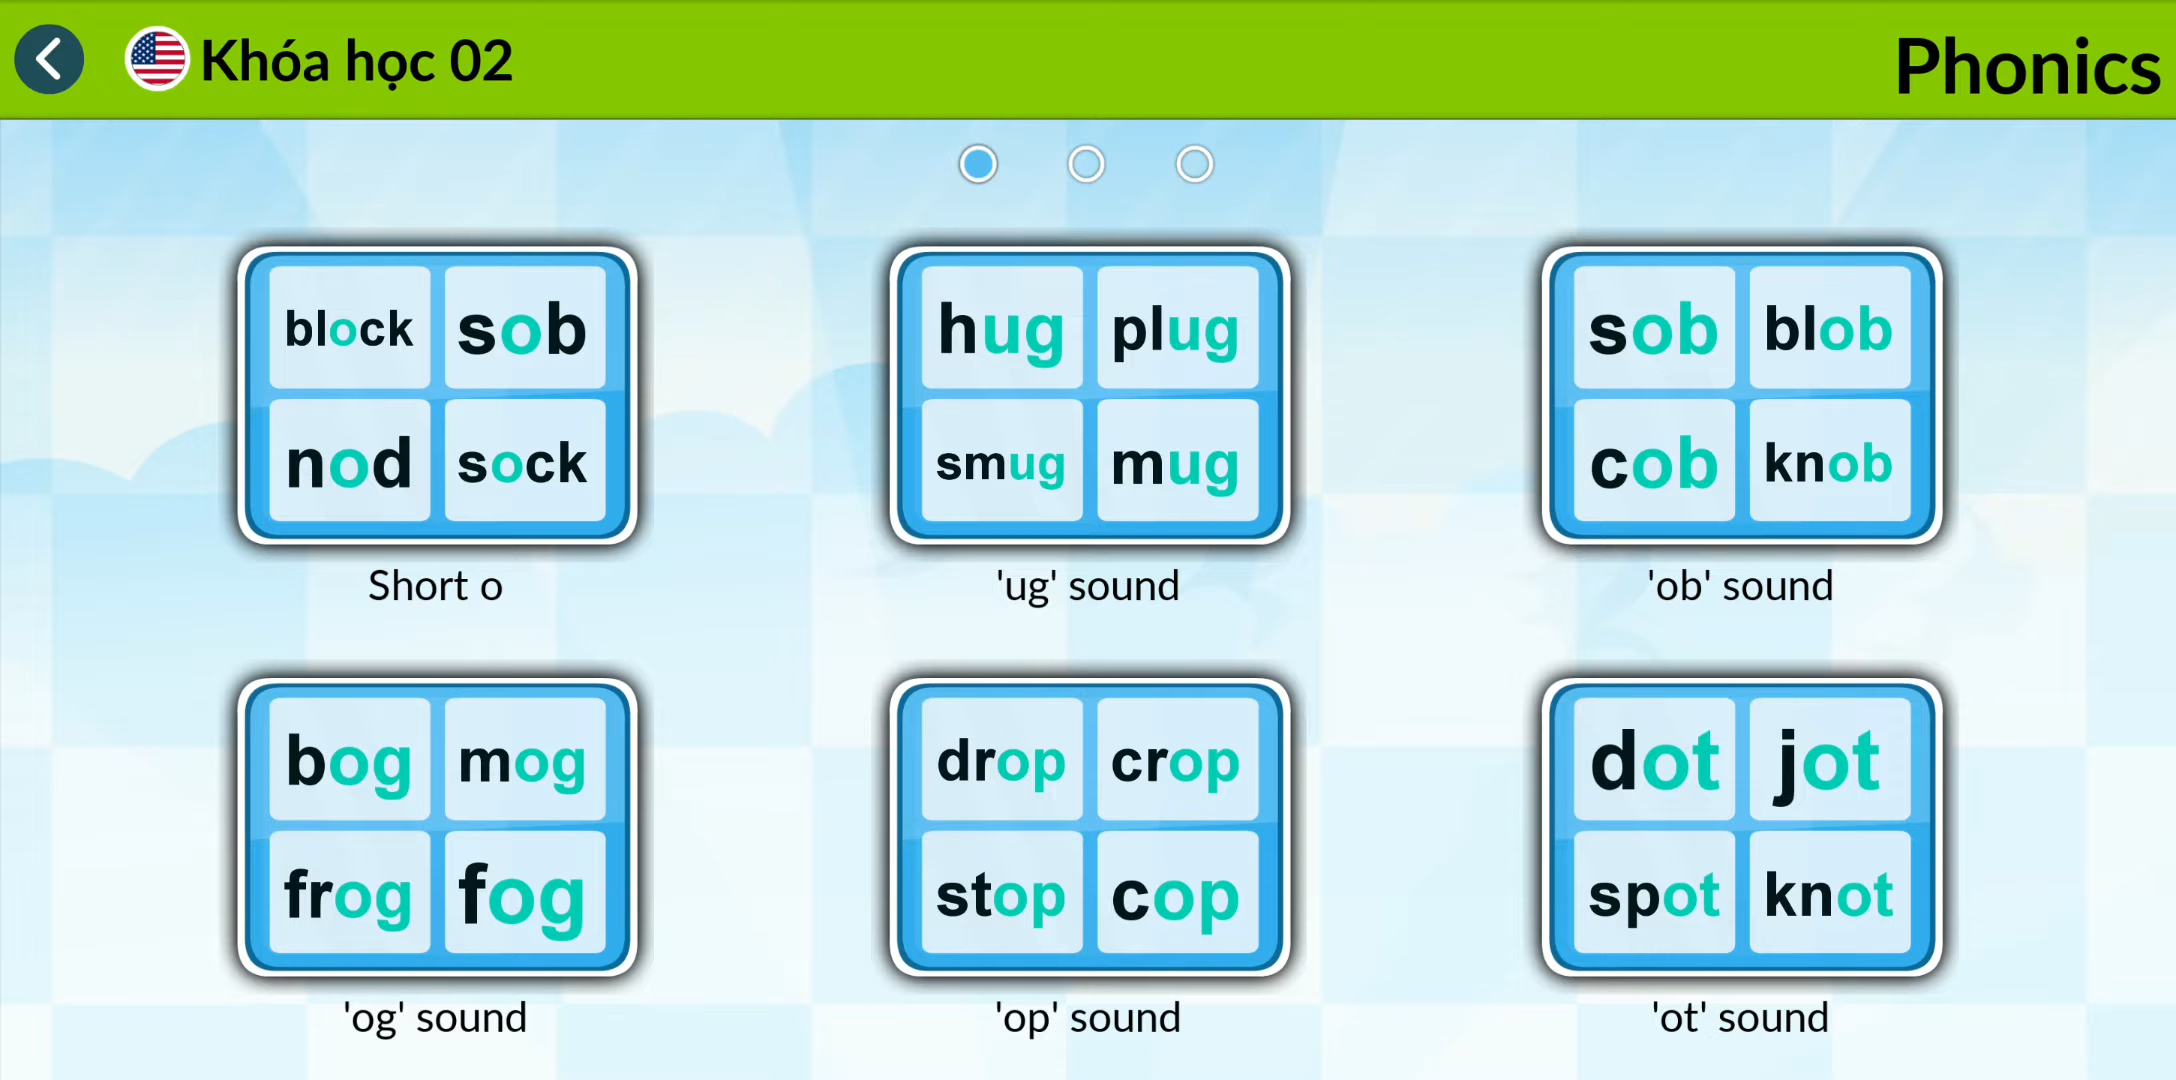 Khóa học 02
Phonics
block sob
nod sock
Short o
hug plug
smug mug
'ug' sound
sob blob
cob knob
'ob' sound
bog mog
frog fog
'og' sound
drop crop
stop cop
'op' sound
dot jot
spot knot
'ot' sound